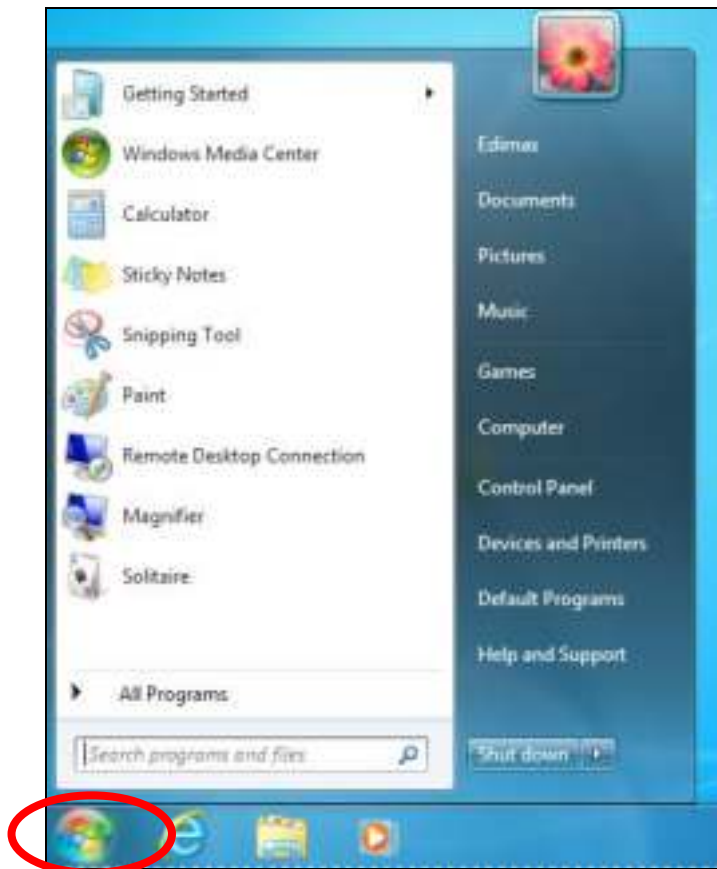 Getting Started
Windows Media Center
Calculator
Sticky Notes
Snipping Tool
Paint
Remote Desktop Connection
Magnifier
Solitaire
All Programs
Search programs and files
Edimax
Documents
Pictures
Music
Games
Computer
Control Panel
Devices and Printers
Default Programs
Help and Support
Shut down